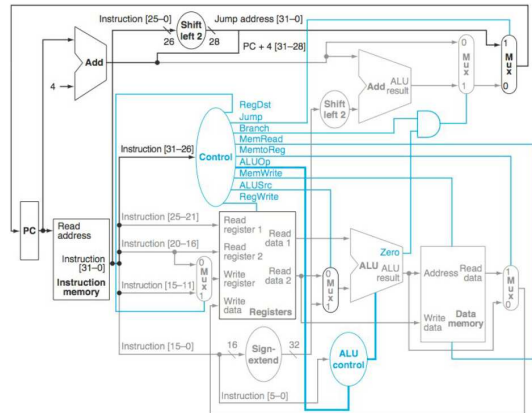 Instruction [25–0]
Shift
left 2
Jump address [31–0]
26
28
PC + 4 [31–28]
Add
4
0
M
u
x
1
1
M
u
x
0
Add
ALU
result
Shift
left 2
RegDst
Jump
Branch
MemRead
MemtoReg
ALUOp
MemWrite
ALUSrc
RegWrite
Instruction [31–26]
Control
PC
Read
address
Instruction
[31–0]
Instruction
memory
Instruction [25–21]
Instruction [20–16]
Instruction [15–11]
0
M
u
x
1
Read
register 1
Read
register 2
Write
register
Write
data
Read
data 1
Read
data 2
Registers
0
M
u
x
1
Zero
ALU
ALU
result
Address
Read
data
Write
data
Data
memory
1
M
u
x
0
Instruction [15–0]
16
Sign-
extend
32
ALU
control
Instruction [5–0]